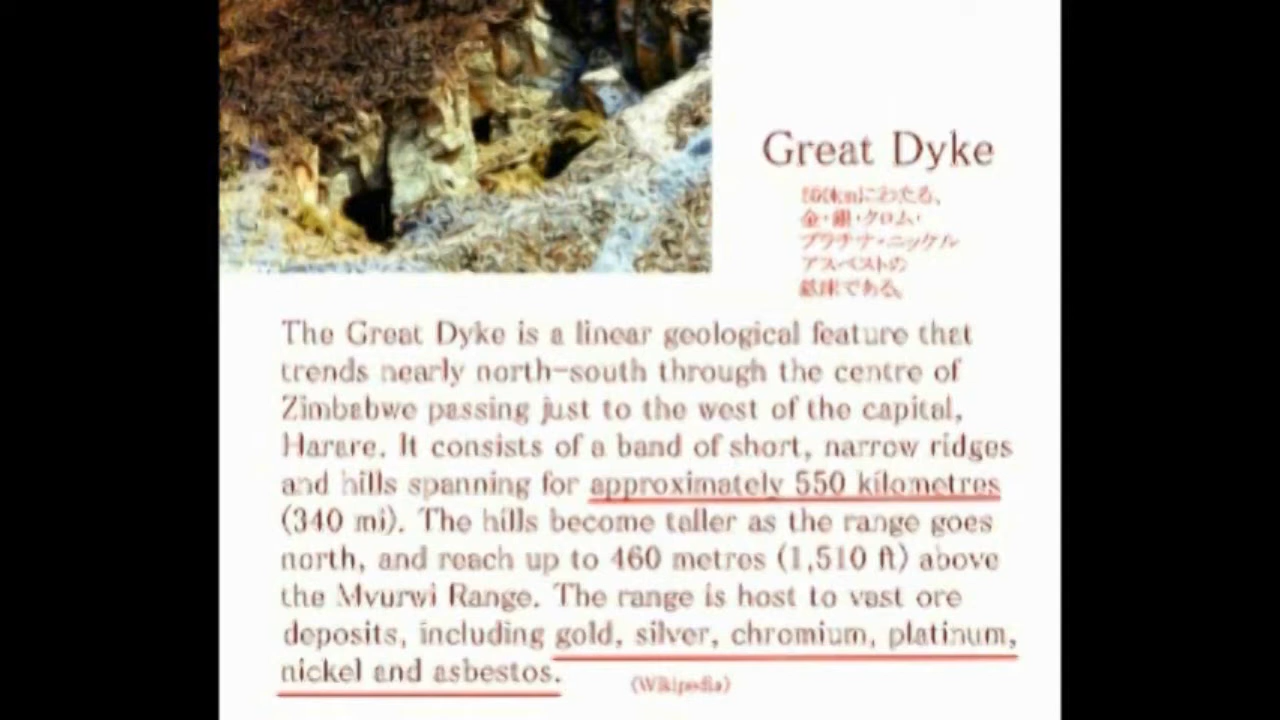 Great Dyke
550kmにわたる、
金・銀・クロム・
プラチナ・ニッケル
アスベストの
鉱床である。
The Great Dyke is a linear geological feature that
trends nearly north-south through the centre of
Zimbabwe passing just to the west of the capital,
Harare. It consists of a band of short, narrow ridges
and hills spanning for approximately 550 kilometres
(340 mi). The hills become taller as the range goes
north, and reach up to 460 metres (1,510 ft) above
the Mvurwi Range. The range is host to vast ore
deposits, including gold, silver, chromium, platinum,
nickel and asbestos.
(Wikipedia)